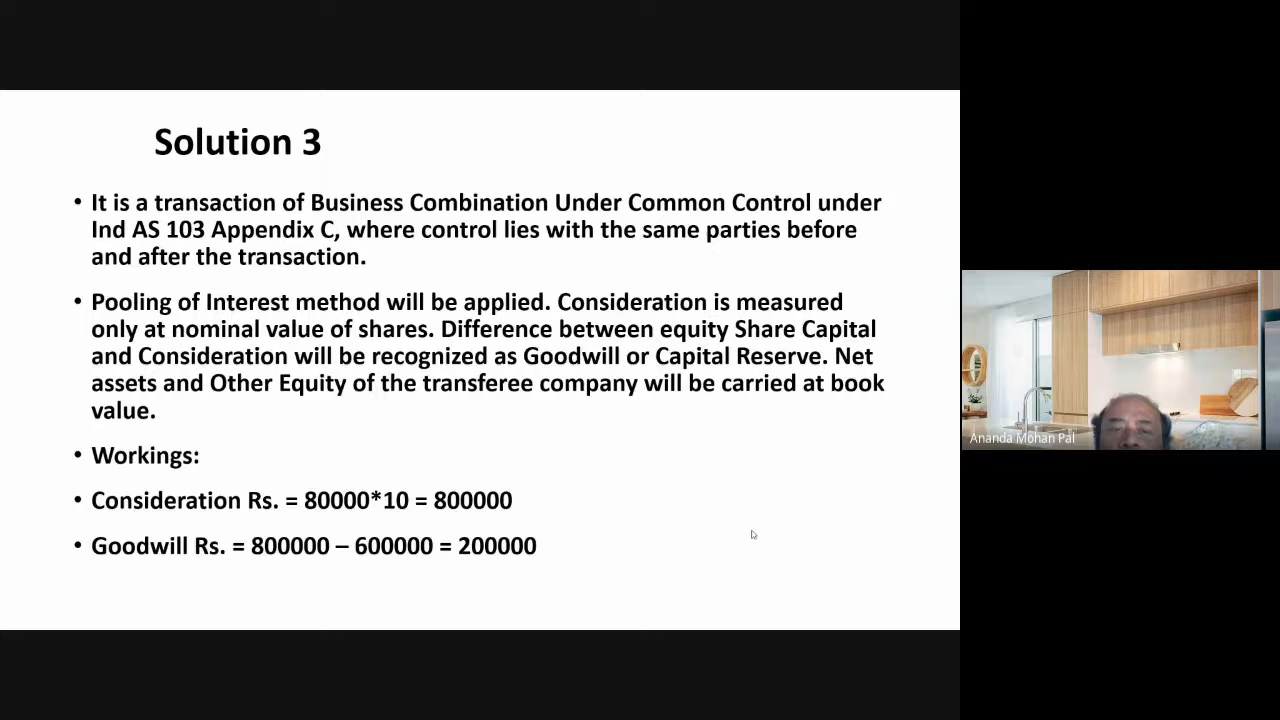 Solution 3
• It is a transaction of Business Combination Under Common Control under
Ind AS 103 Appendix C, where control lies with the same parties before
and after the transaction.
• Pooling of Interest method will be applied. Consideration is measured
only at nominal value of shares. Difference between equity Share Capital
and Consideration will be recognized as Goodwill or Capital Reserve. Net
assets and Other Equity of the transferee company will be carried at book
value.
• Workings:
• Consideration Rs. = 80000*10 = 800000
• Goodwill Rs. = 800000 – 600000 = 200000
Ananda Mohan Pal